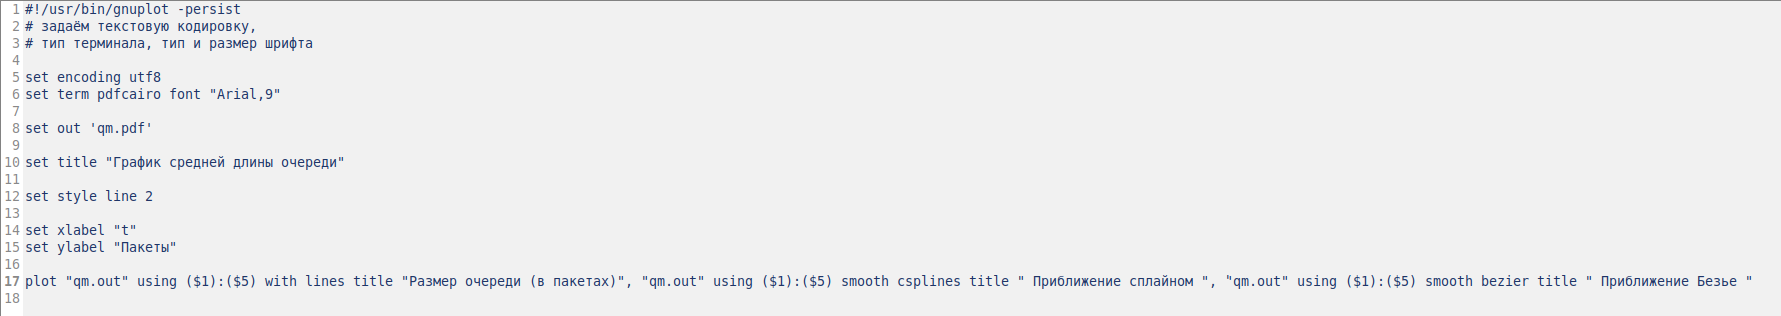 1 #!/usr/bin/gnuplot -persist
2 # задаём текстовую кодировку,
3 # тип терминала, тип и размер шрифта
4
5 set encoding utf8
6 set term pdfcairo font "Arial,9"
7
8 set out 'qm.pdf'
9
10 set title "График средней длины очереди"
11
12 set style line 2
13
14 set xlabel "t"
15 set ylabel "Пакеты"
16
17 plot "qm.out" using ($1):($5) with lines title "Размер очереди (в пакетах)", "qm.out" using ($1):($5) smooth csplines title " Приближение сплайном ", "qm.out" using ($1):($5) smooth bezier title " Приближение Безье "
18